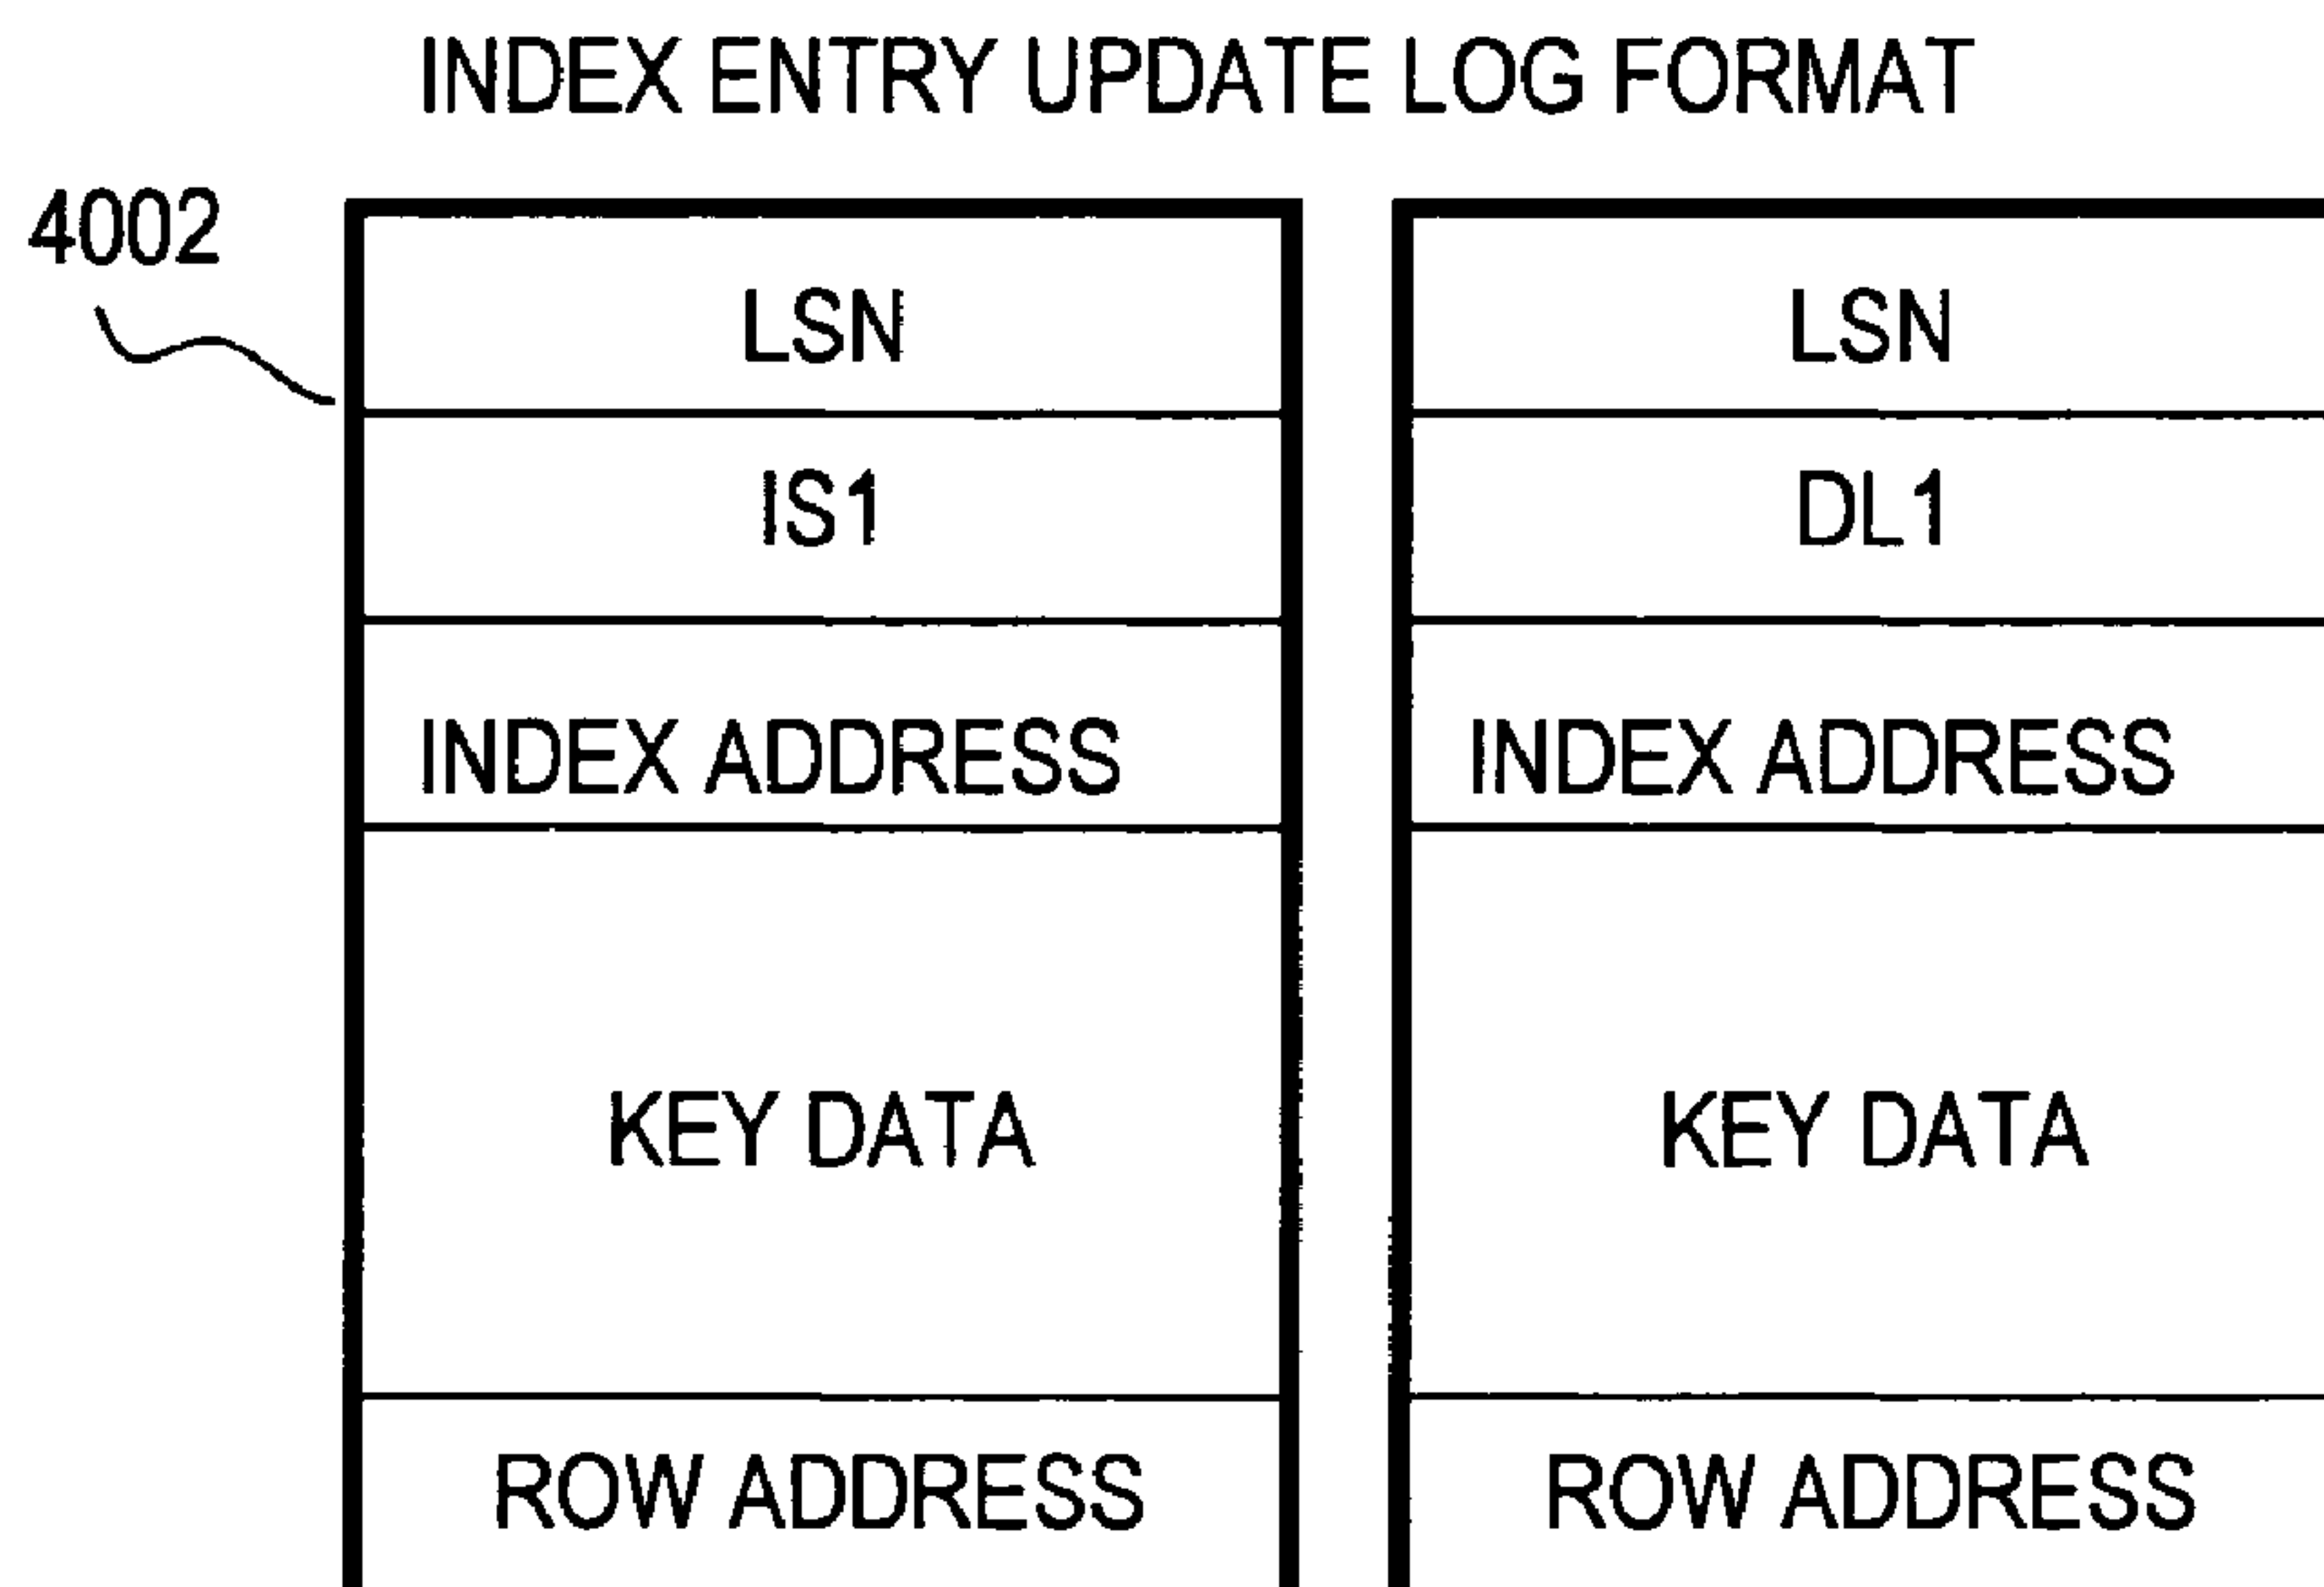 INDEX ENTRY UPDATE LOG FORMAT
4002
LSN
LSN
IS1
DL1
INDEX ADDRESS
INDEX ADDRESS
KEY DATA
KEY DATA
ROW ADDRESS
ROW ADDRESS